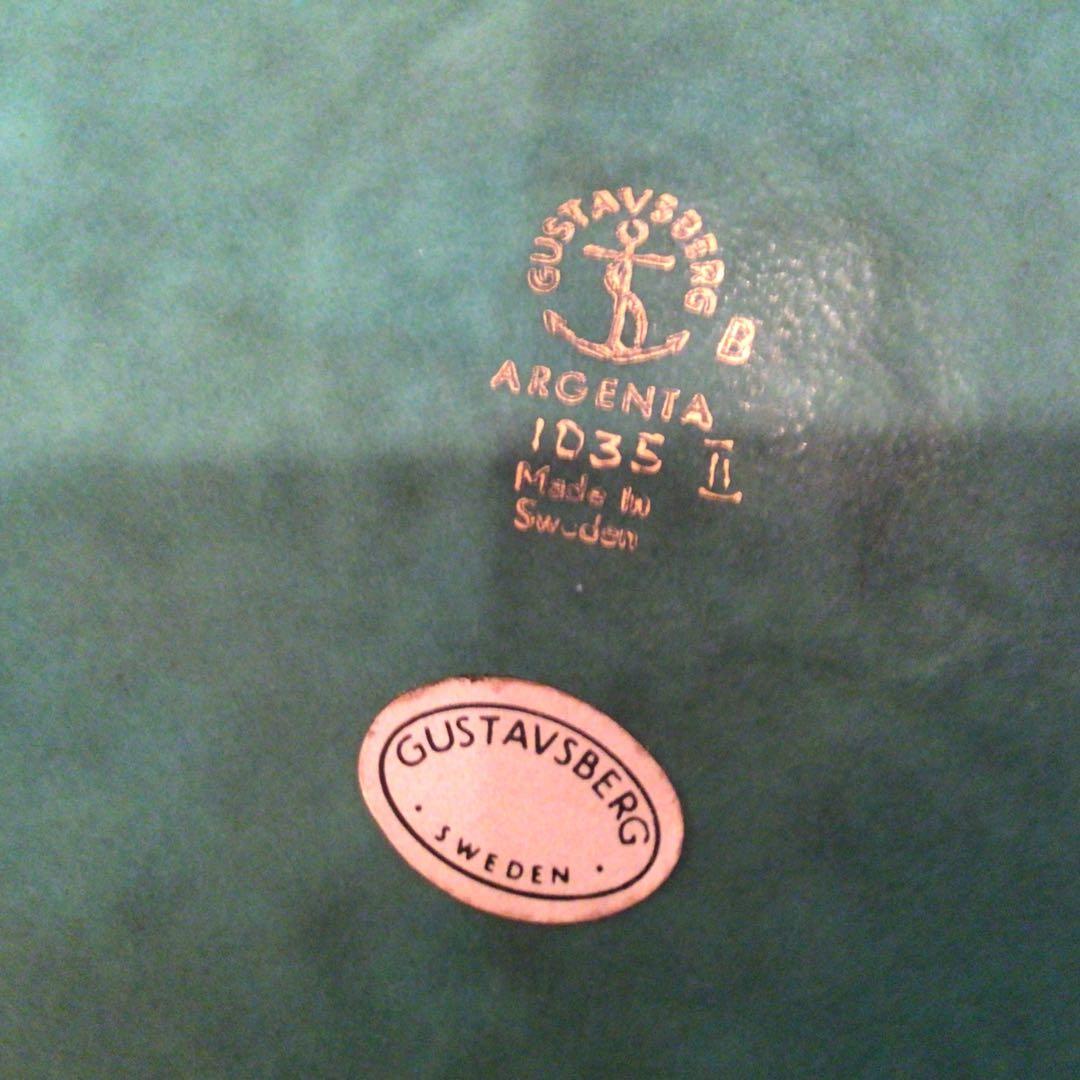 GUSTAVSBERG
B
ARGENTA
1035 II
Made in
Sweden
GUSTAVSBERG
· SWEDEN ·